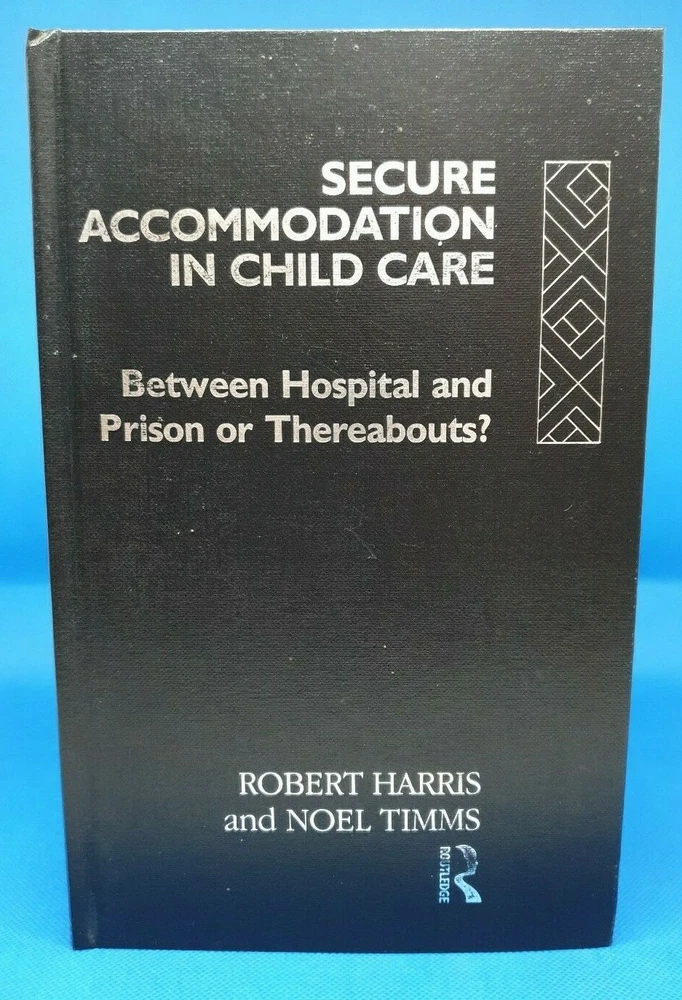 SECURE
ACCOMMODATION
IN CHILD CARE
Between Hospital and
Prison or Thereabouts?
ROBERT HARRIS
and NOEL TIMMS
ROUTLEDGE